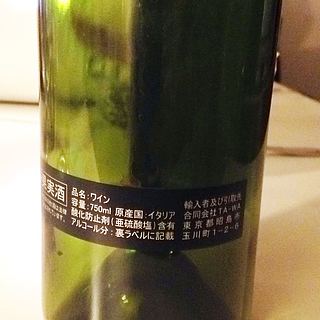 果実酒
品名:ワイン
容量:750ml 原産国:イタリア
酸化防止剤(亜硫酸塩)含有
アルコール分:裏ラベルに記載
輸入者及び引取先
合同会社TA-WA
東京都昭島市
玉川町1-2-6